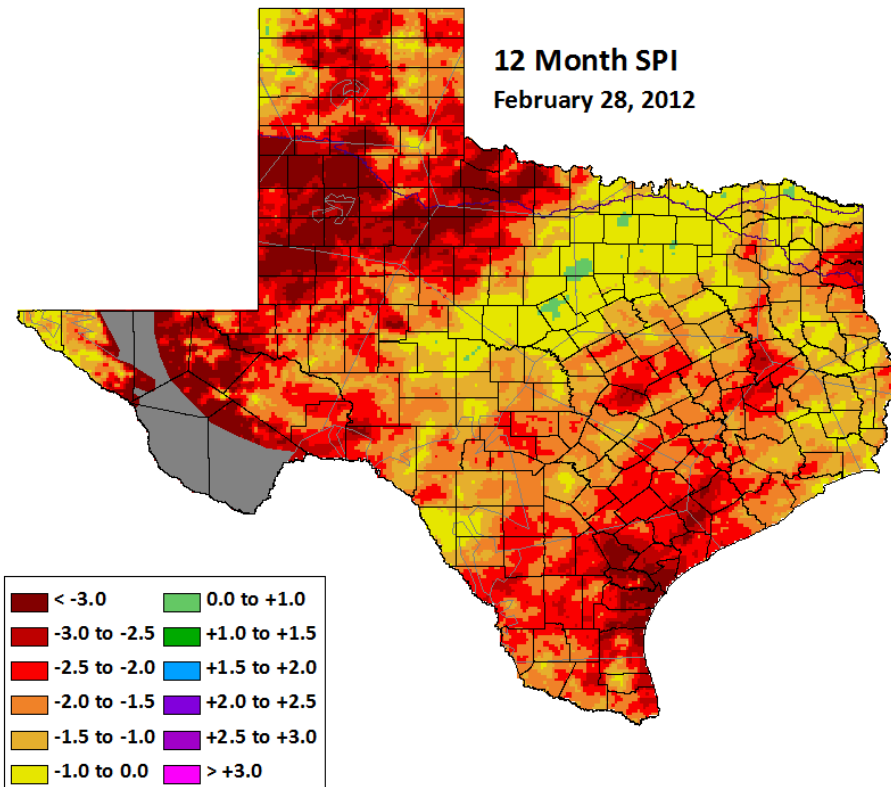 12 Month SPI
February 28, 2012
< -3.0
-3.0 to -2.5
-2.5 to -2.0
-2.0 to -1.5
-1.5 to -1.0
-1.0 to 0.0
0.0 to +1.0
+1.0 to +1.5
+1.5 to +2.0
+2.0 to +2.5
+2.5 to +3.0
> +3.0